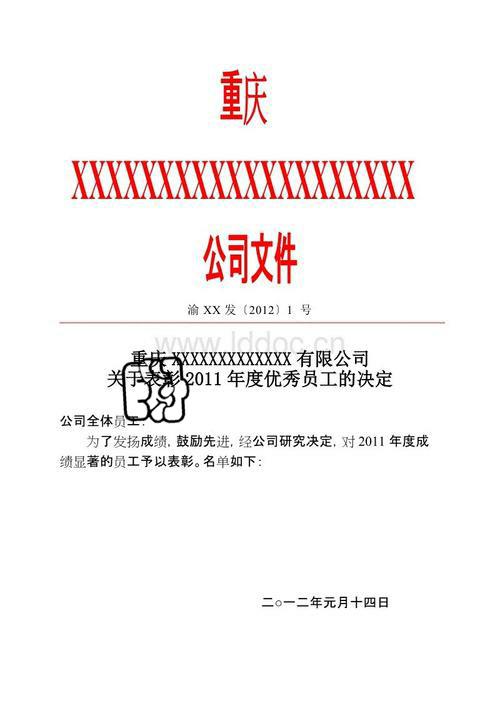 重庆
XXXXXXXXXXXXXXXXXXX
公司文件
渝 XX 发〔2012〕1 号
www.lddoc.cn
重庆 XXXXXXXXXXXXX 有限公司
关于表彰 2011 年度优秀员工的决定
公司全体员工:
为了发扬成绩,鼓励先进,经公司研究决定,对 2011 年度成
绩显著的员工予以表彰。名单如下:
二○一二年元月十四日